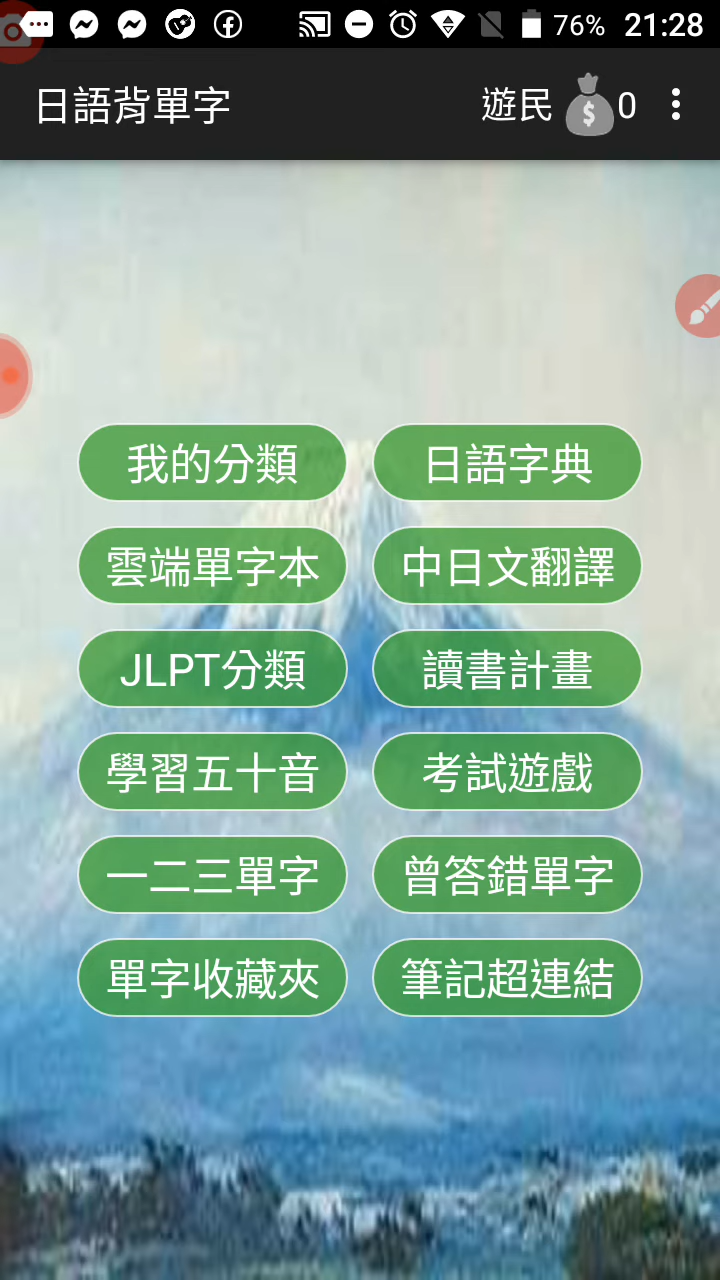 76% 21:28
日語背單字 遊民 $ 0
我的分類 日語字典
雲端單字本 中日文翻譯
JLPT分類 讀書計畫
學習五十音 考試遊戲
一二三單字 曾答錯單字
單字收藏夾 筆記超連結